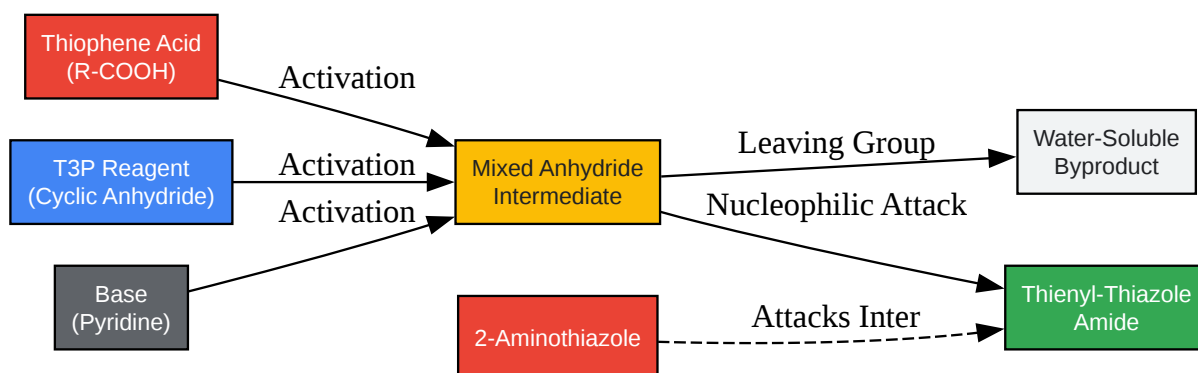 Thiophene Acid
(R-COOH)
Activation
T3P Reagent
(Cyclic Anhydride)
Activation
Activation
Base
(Pyridine)
Mixed Anhydride
Intermediate
2-Aminothiazole
Leaving Group
Nucleophilic Attack
Attacks Inter
Water-Soluble
Byproduct
Thienyl-Thiazole
Amide